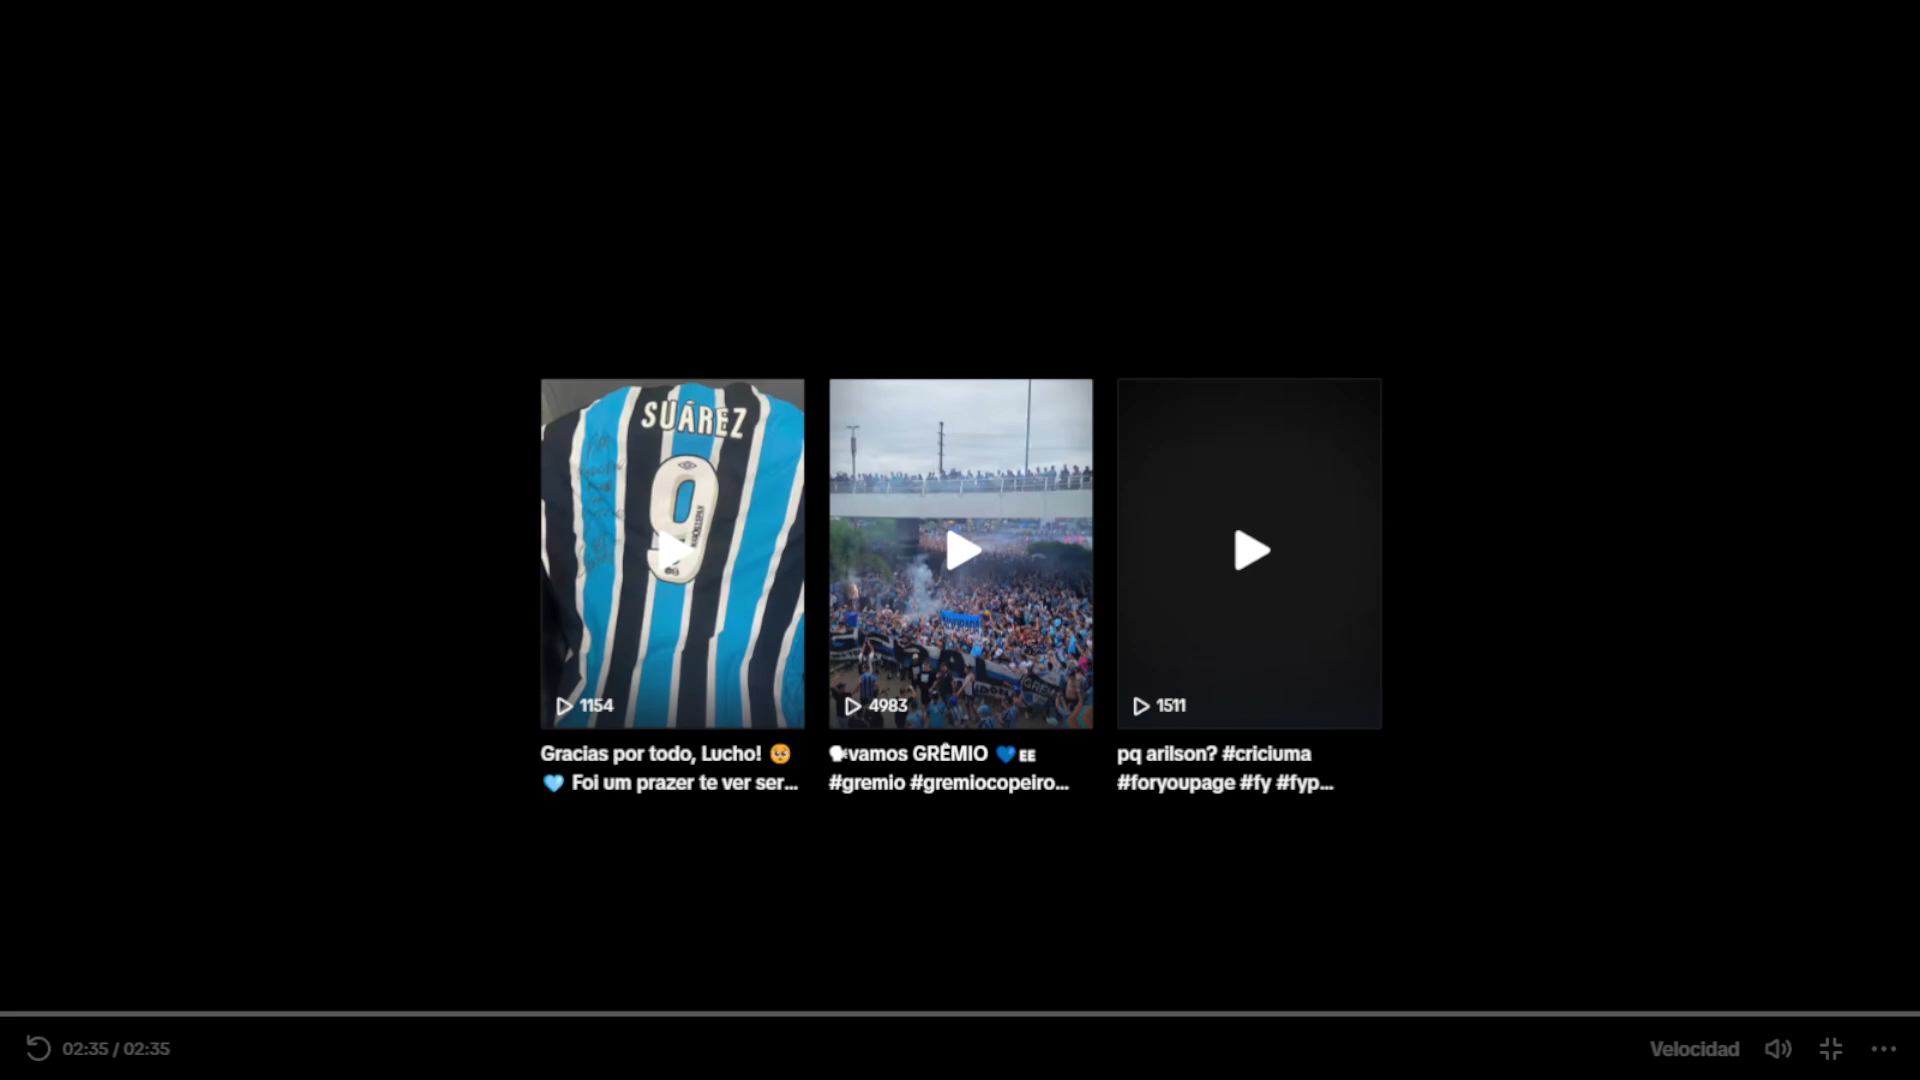 SUÁREZ
9
1154
4983
1511
Gracias por todo, Lucho! 🥺
🩵 Foi um prazer te ver ser...
🗣vamos GRÊMIO 💙ᴇᴇ
#gremio #gremiocopeiro...
pq arilson? #criciuma
#foryoupage #fy #fyp...
02:35 / 02:35
Velocidad